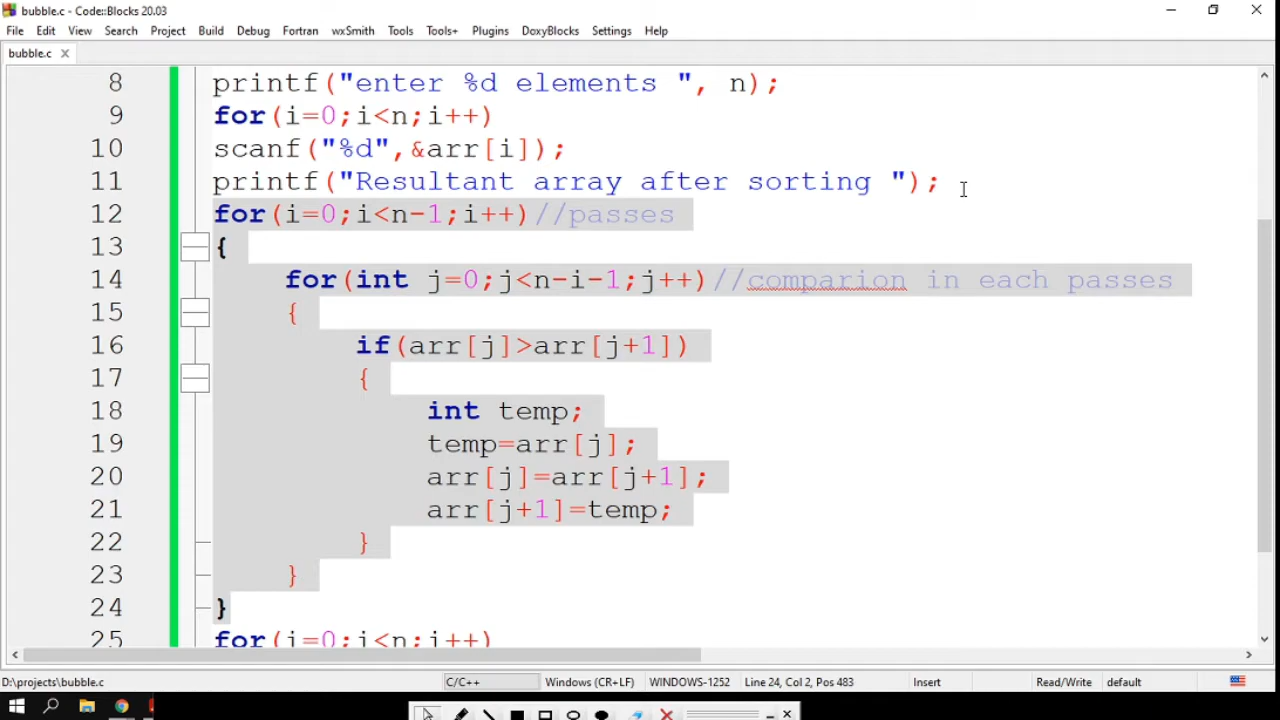 bubble.c - Code::Blocks 20.03
File Edit View Search Project Build Debug Fortran wxSmith Tools Tools+ Plugins DoxyBlocks Settings Help
bubble.c
8 printf("enter %d elements ", n);
9 for(i=0;i<n;i++)
10 scanf("%d",&arr[i]);
11 printf("Resultant array after sorting ");
12 for(i=0;i<n-1;i++)//passes
13 {
14 for(int j=0;j<n-i-1;j++)//comparion in each passes
15 {
16 if(arr[j]>arr[j+1])
17 {
18 int temp;
19 temp=arr[j];
20 arr[j]=arr[j+1];
21 arr[j+1]=temp;
22 }
23 }
24 }
25 for(i=0;i<n;i++)
D:\projects\bubble.c C/C++ Windows (CR+LF) WINDOWS-1252 Line 24, Col 2, Pos 483 Insert Read/Write default